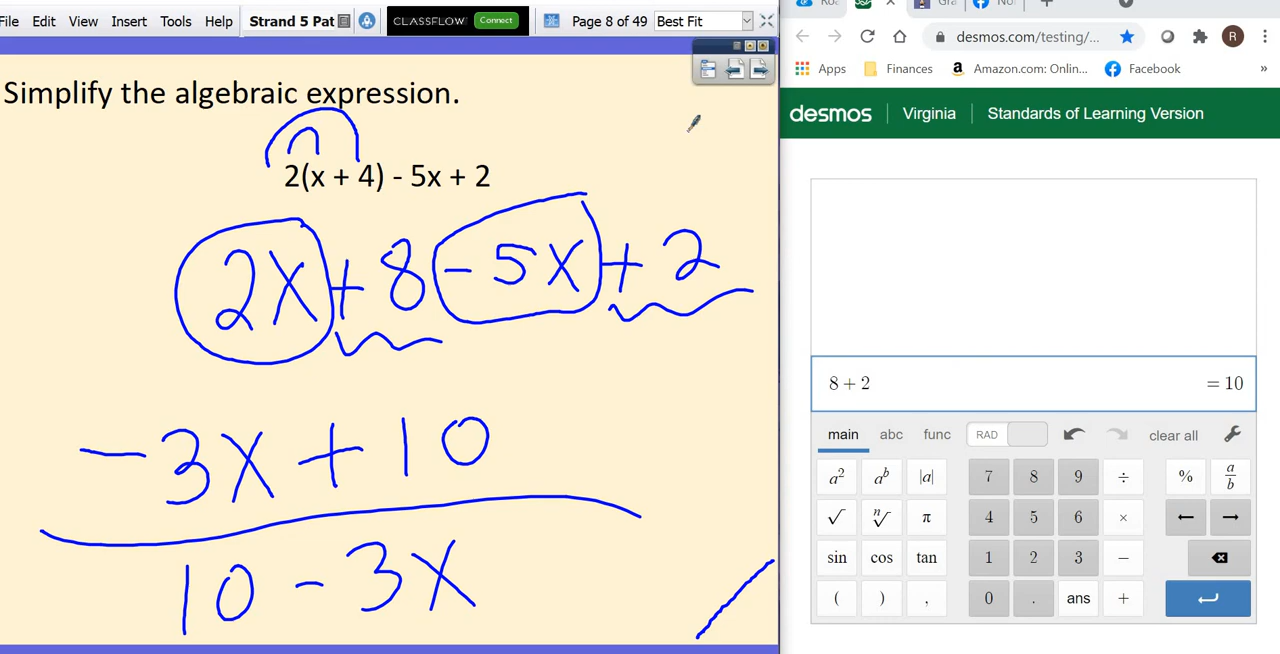 File Edit View Insert Tools Help Strand 5 Pat CLASSFLOW Connect Page 8 of 49 Best Fit
Simplify the algebraic expression.
2(x + 4) - 5x + 2
2x + 8 - 5x + 2
-3x + 10
10 - 3x
desmos.com/testing/... R
Apps Finances Amazon.com: Onlin... Facebook »
desmos Virginia Standards of Learning Version
8 + 2 = 10
main abc func RAD clear all
a² aᵇ |a| 7 8 9 ÷ % a/b
√ ⁿ√ π 4 5 6 × ← →
sin cos tan 1 2 3 −
( ) , 0 . ans +